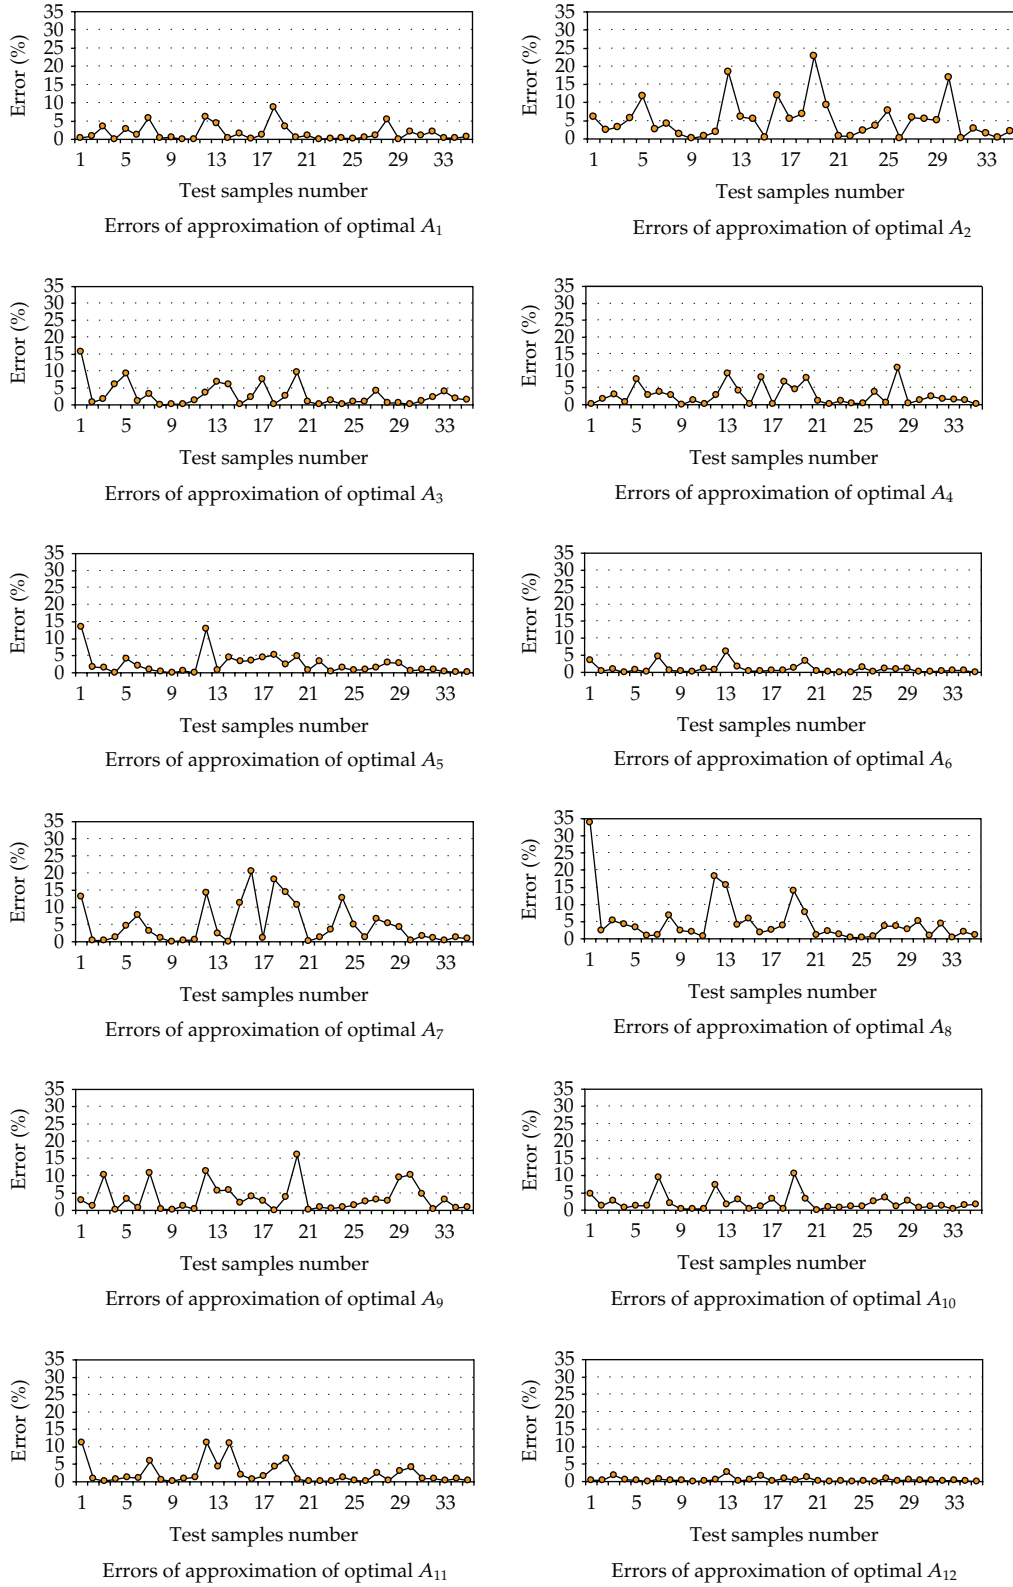 Error (%)
35
30
25
20
15
10
5
0
1 5 9 13 17 21 25 29 33
Test samples number
Errors of approximation of optimal A₁
Error (%)
35
30
25
20
15
10
5
0
1 5 9 13 17 21 25 29 33
Test samples number
Errors of approximation of optimal A₂
Error (%)
35
30
25
20
15
10
5
0
1 5 9 13 17 21 25 29 33
Test samples number
Errors of approximation of optimal A₃
Error (%)
35
30
25
20
15
10
5
0
1 5 9 13 17 21 25 29 33
Test samples number
Errors of approximation of optimal A₄
Error (%)
35
30
25
20
15
10
5
0
1 5 9 13 17 21 25 29 33
Test samples number
Errors of approximation of optimal A₅
Error (%)
35
30
25
20
15
10
5
0
1 5 9 13 17 21 25 29 33
Test samples number
Errors of approximation of optimal A₆
Error (%)
35
30
25
20
15
10
5
0
1 5 9 13 17 21 25 29 33
Test samples number
Errors of approximation of optimal A₇
Error (%)
35
30
25
20
15
10
5
0
1 5 9 13 17 21 25 29 33
Test samples number
Errors of approximation of optimal A₈
Error (%)
35
30
25
20
15
10
5
0
1 5 9 13 17 21 25 29 33
Test samples number
Errors of approximation of optimal A₉
Error (%)
35
30
25
20
15
10
5
0
1 5 9 13 17 21 25 29 33
Test samples number
Errors of approximation of optimal A₁₀
Error (%)
35
30
25
20
15
10
5
0
1 5 9 13 17 21 25 29 33
Test samples number
Errors of approximation of optimal A₁₁
Error (%)
35
30
25
20
15
10
5
0
1 5 9 13 17 21 25 29 33
Test samples number
Errors of approximation of optimal A₁₂